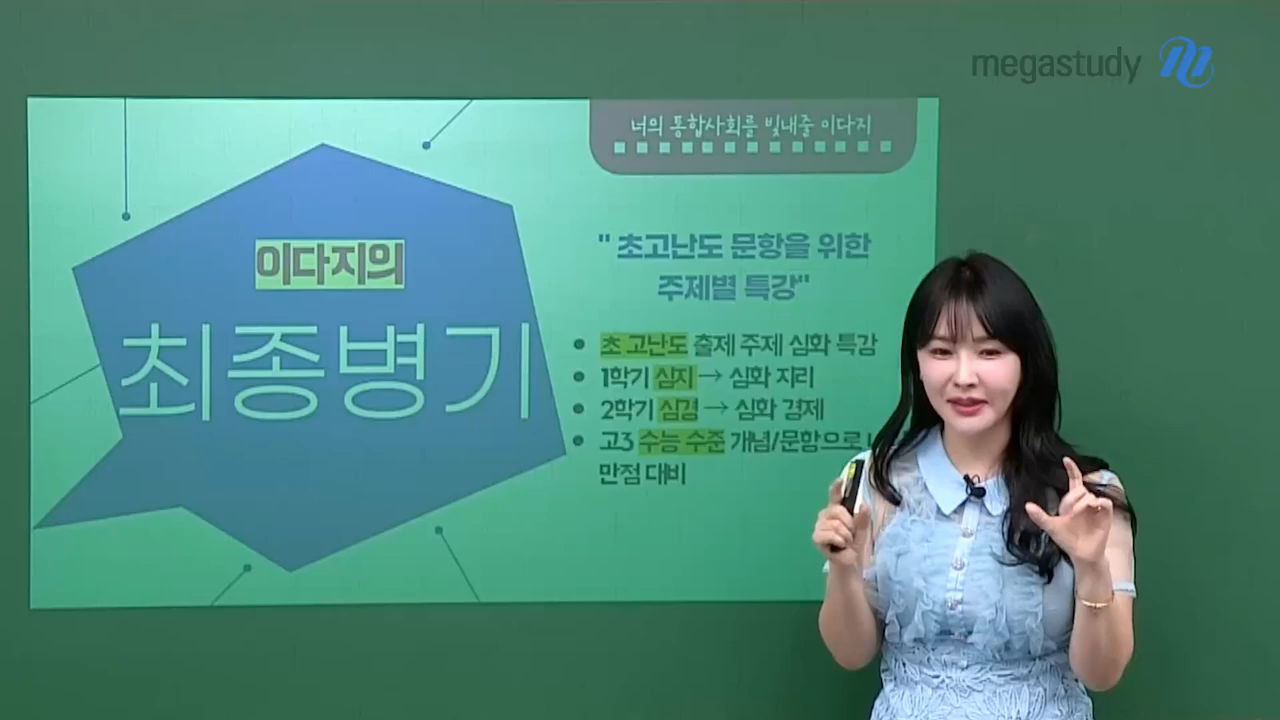 megastudy
너의 통합사회를 빛내줄 이다지
이다지의
최종병기
" 초고난도 문항을 위한
주제별 특강"
초 고난도 출제 주제 심화 특강
1학기 심지 → 심화 지리
2학기 심경 → 심화 경제
고3 수능 수준 개념/문항으로
만점 대비